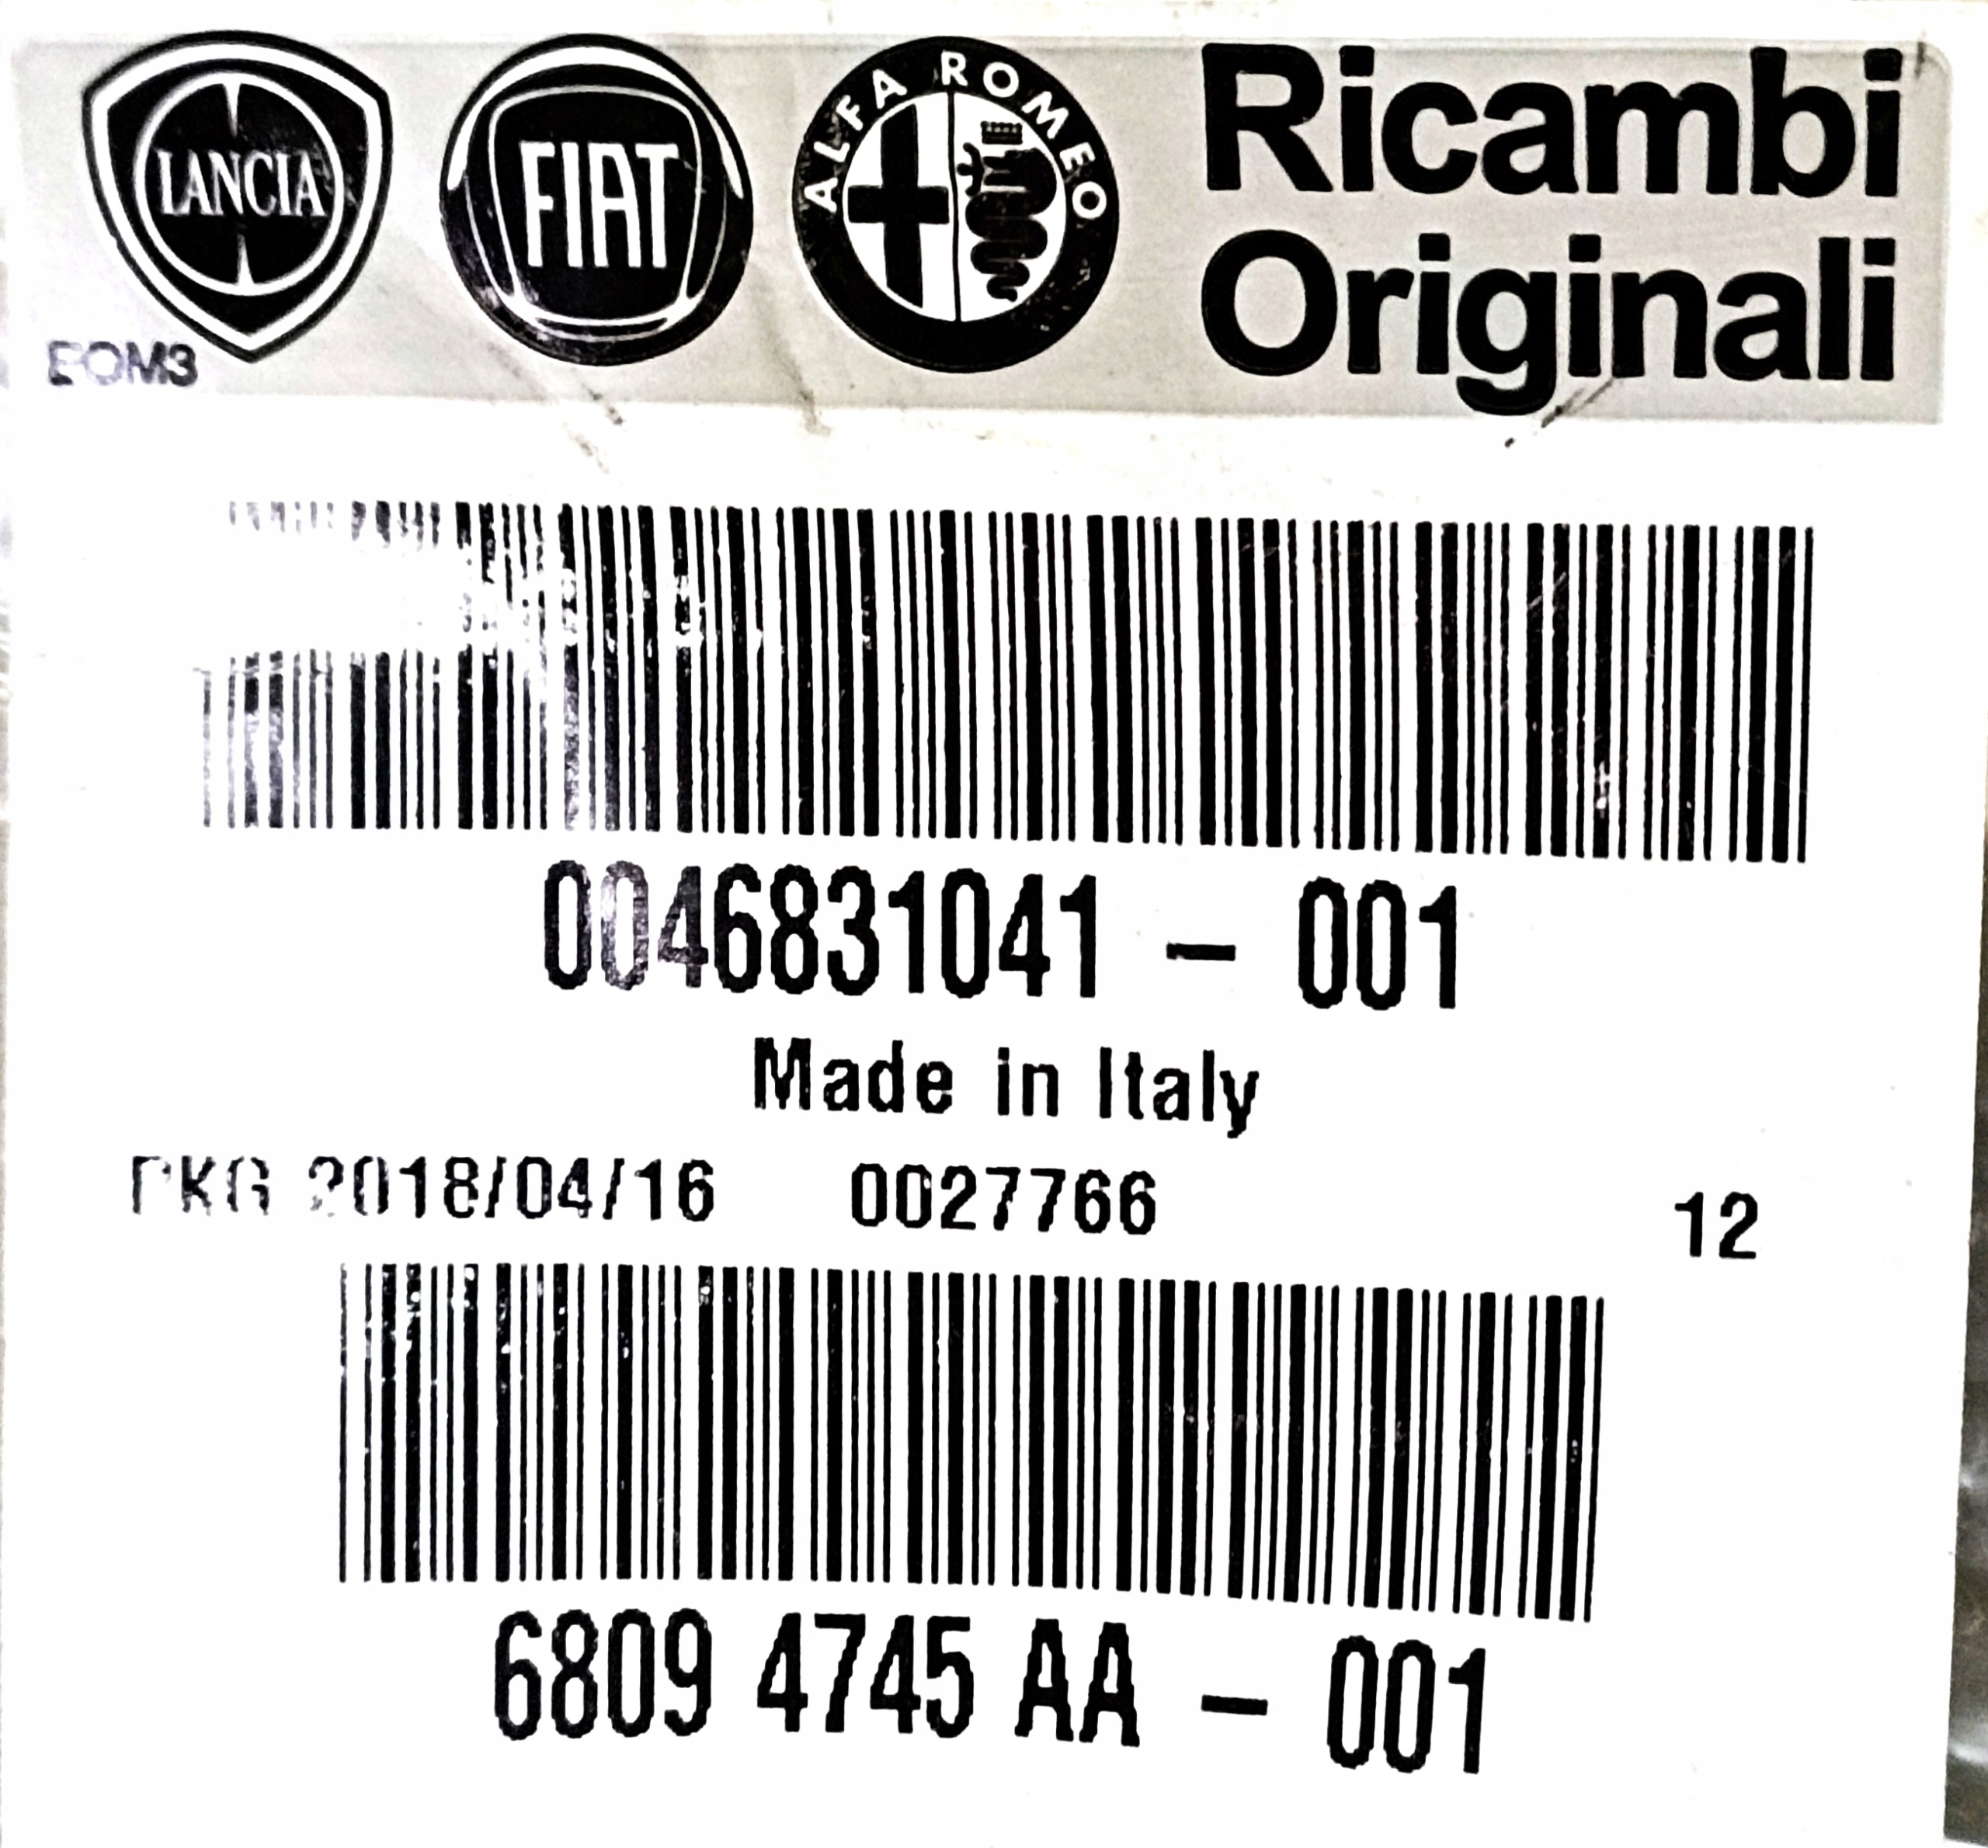 LANCIA
FIAT
ALFA ROMEO
Ricambi
Originali
EOM3
0046831041 - 001
Made in Italy
PKG 2018/04/16 0027766 12
6809 4745 AA - 001